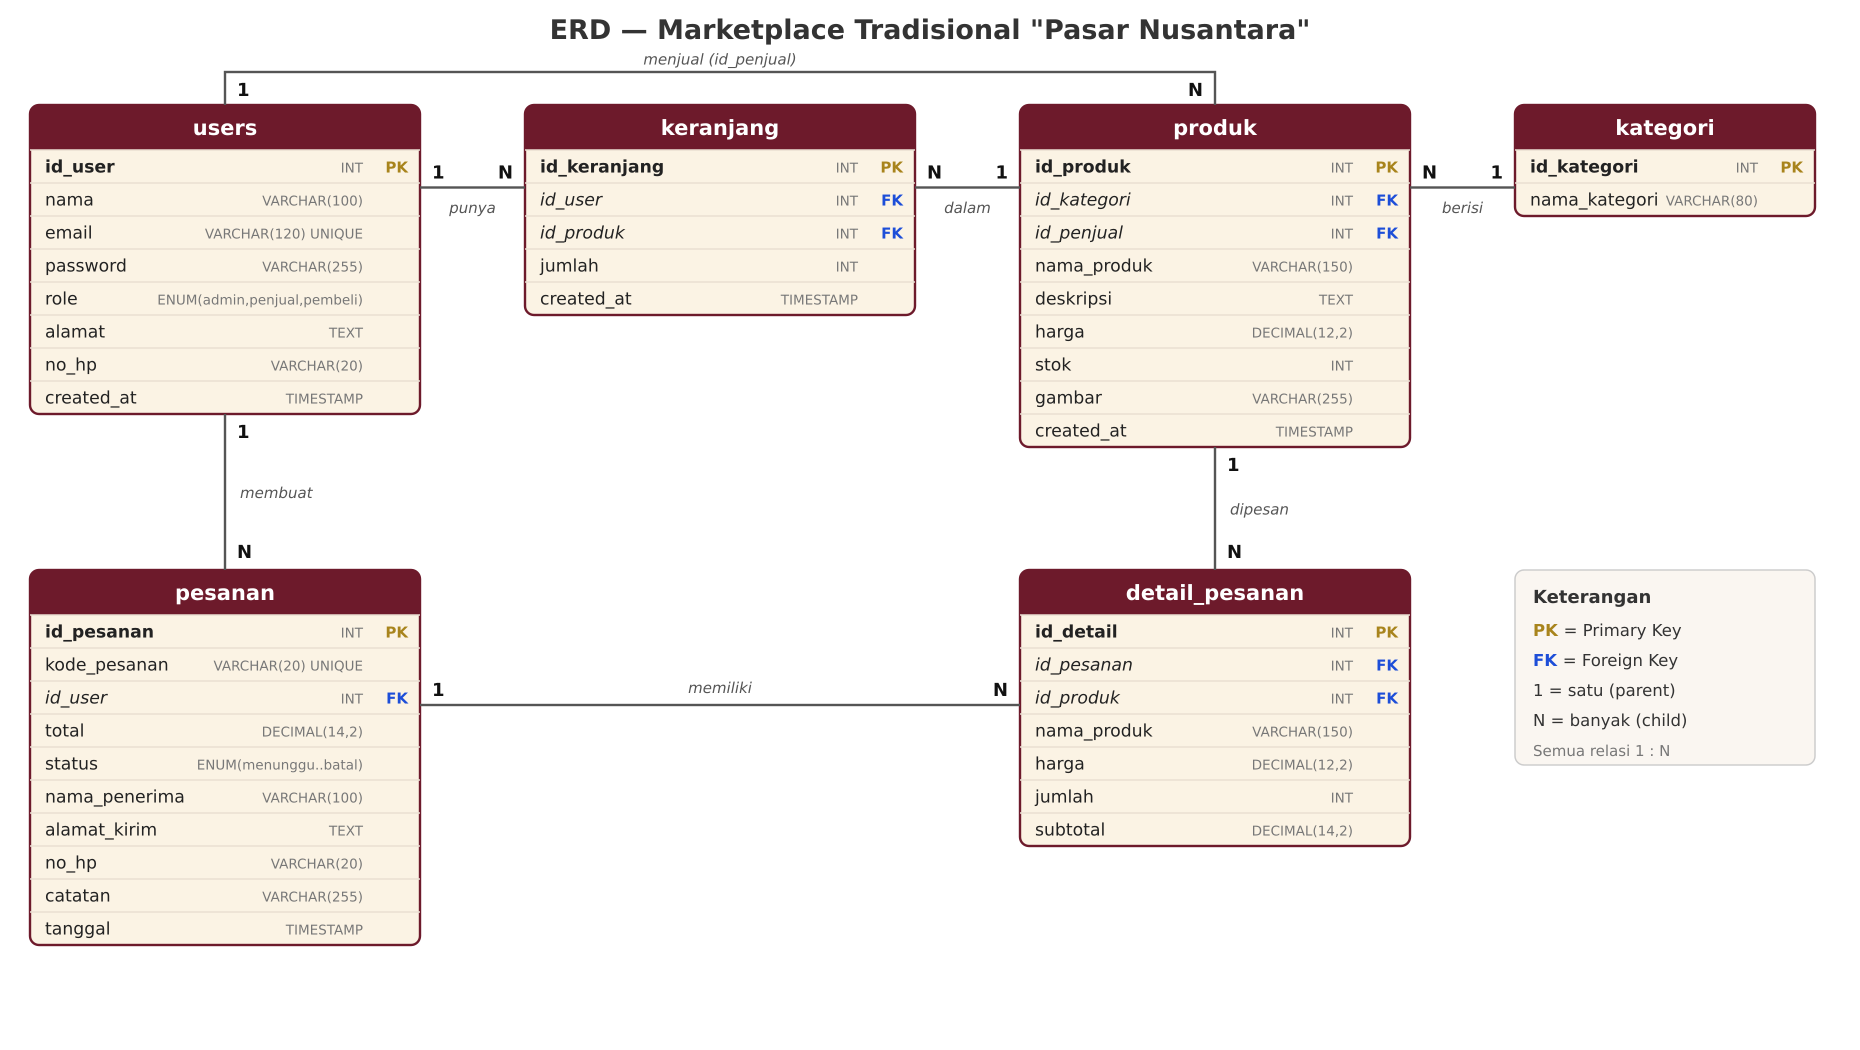 ERD — Marketplace Tradisional "Pasar Nusantara"
menjual (id_penjual)
1
N
users
id_user INT PK
nama VARCHAR(100)
email VARCHAR(120) UNIQUE
password VARCHAR(255)
role ENUM(admin,penjual,pembeli)
alamat TEXT
no_hp VARCHAR(20)
created_at TIMESTAMP
1 N
punya
keranjang
id_keranjang INT PK
id_user INT FK
id_produk INT FK
jumlah INT
created_at TIMESTAMP
N 1
dalam
produk
id_produk INT PK
id_kategori INT FK
id_penjual INT FK
nama_produk VARCHAR(150)
deskripsi TEXT
harga DECIMAL(12,2)
stok INT
gambar VARCHAR(255)
created_at TIMESTAMP
N 1
berisi
kategori
id_kategori INT PK
nama_kategori VARCHAR(80)
1
membuat
N
1
dipesan
N
pesanan
id_pesanan INT PK
kode_pesanan VARCHAR(20) UNIQUE
id_user INT FK
total DECIMAL(14,2)
status ENUM(menunggu..batal)
nama_penerima VARCHAR(100)
alamat_kirim TEXT
no_hp VARCHAR(20)
catatan VARCHAR(255)
tanggal TIMESTAMP
1 memiliki N
detail_pesanan
id_detail INT PK
id_pesanan INT FK
id_produk INT FK
nama_produk VARCHAR(150)
harga DECIMAL(12,2)
jumlah INT
subtotal DECIMAL(14,2)
Keterangan
PK = Primary Key
FK = Foreign Key
1 = satu (parent)
N = banyak (child)
Semua relasi 1 : N